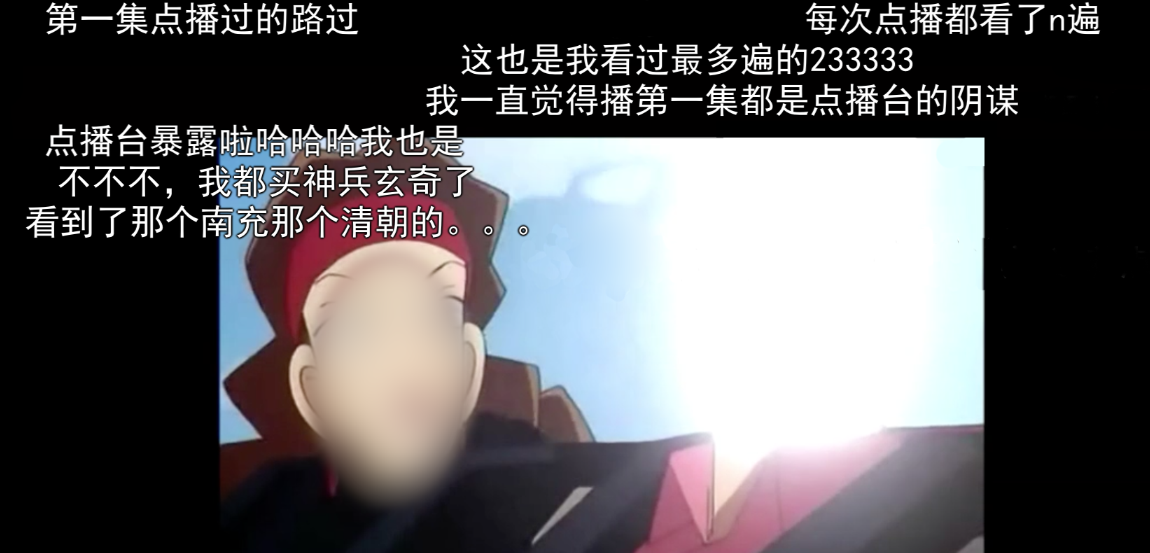 第一集点播过的路过
每次点播都看了n遍
这也是我看过最多遍的233333
我一直觉得播第一集都是点播台的阴谋
点播台暴露啦哈哈哈我也是
不不不，我都买神兵玄奇了
看到了那个南充那个清朝的。。。